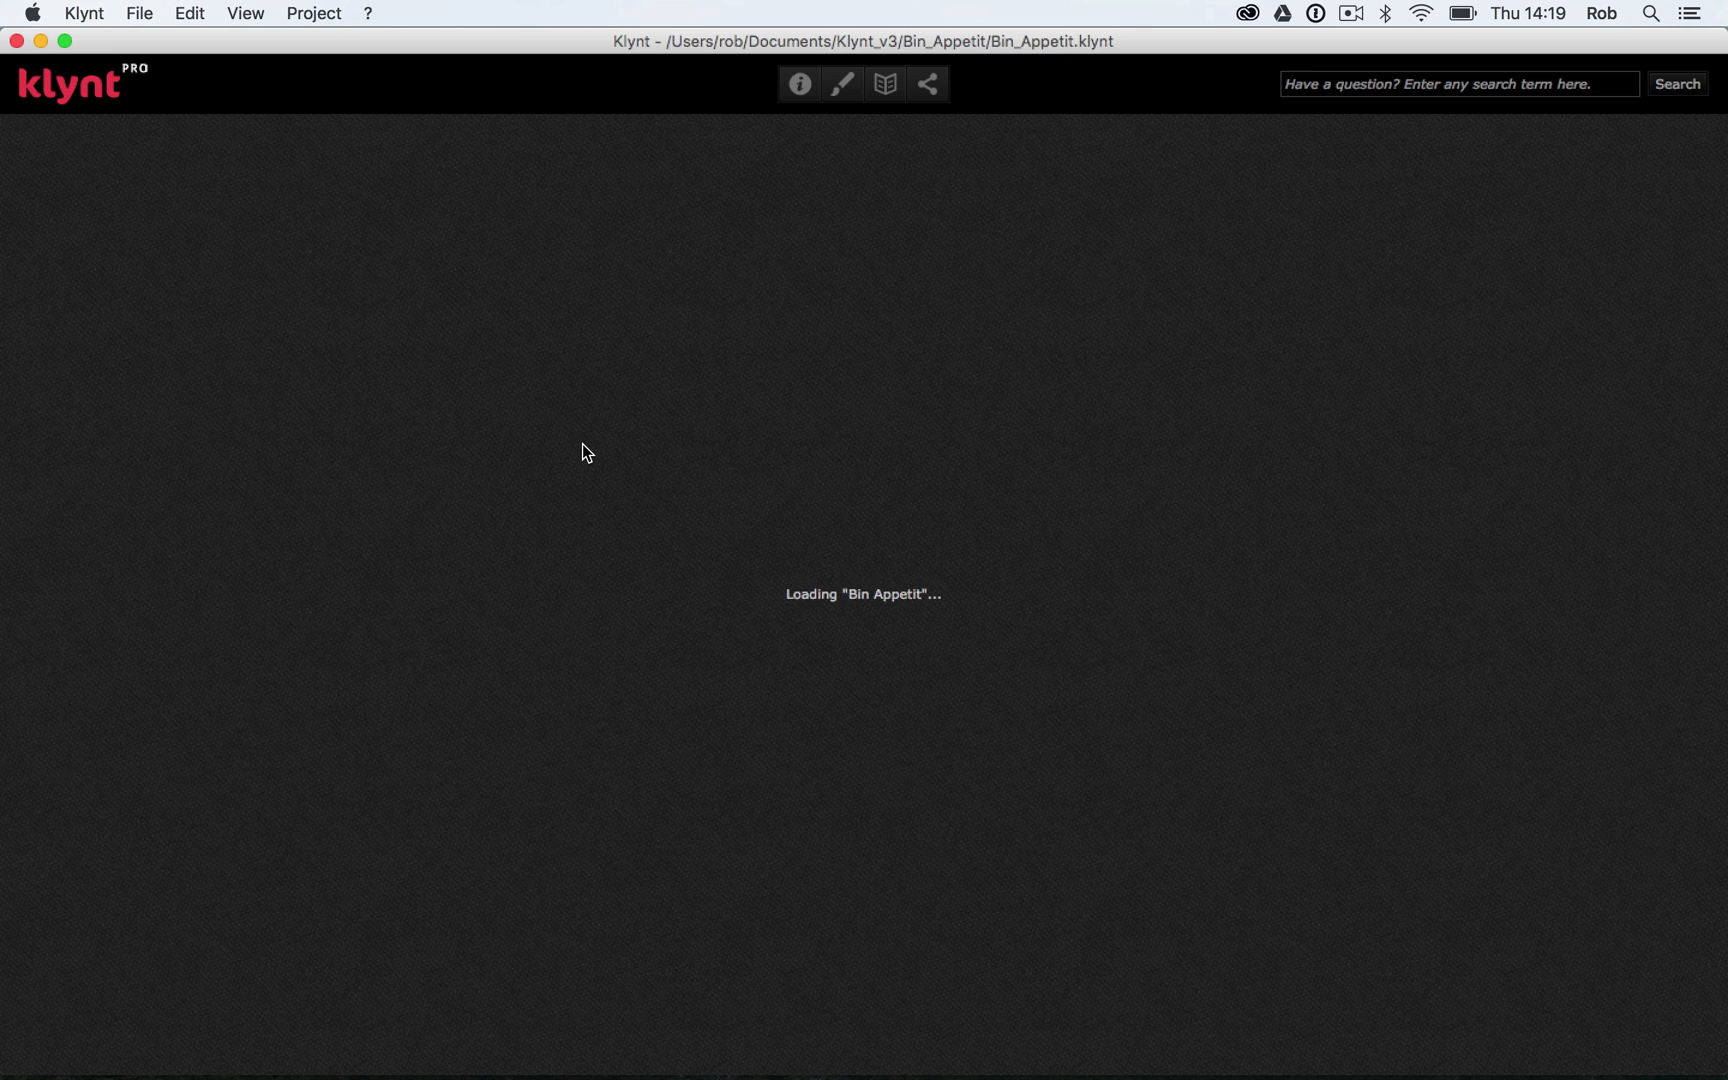 Klynt File Edit View Project ? Thu 14:19 Rob
Klynt - /Users/rob/Documents/Klynt_v3/Bin_Appetit/Bin_Appetit.klynt
klynt PRO Have a question? Enter any search term here. Search
Loading "Bin Appetit"...